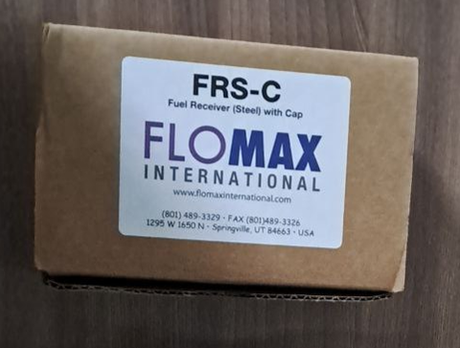 FRS-C
Fuel Receiver (Steel) with Cap
FLOMAX
INTERNATIONAL
www.flomaxinternational.com
(801) 489-3329 • FAX (801)489-3326
1295 W 1650 N • Springville, UT 84663 • USA